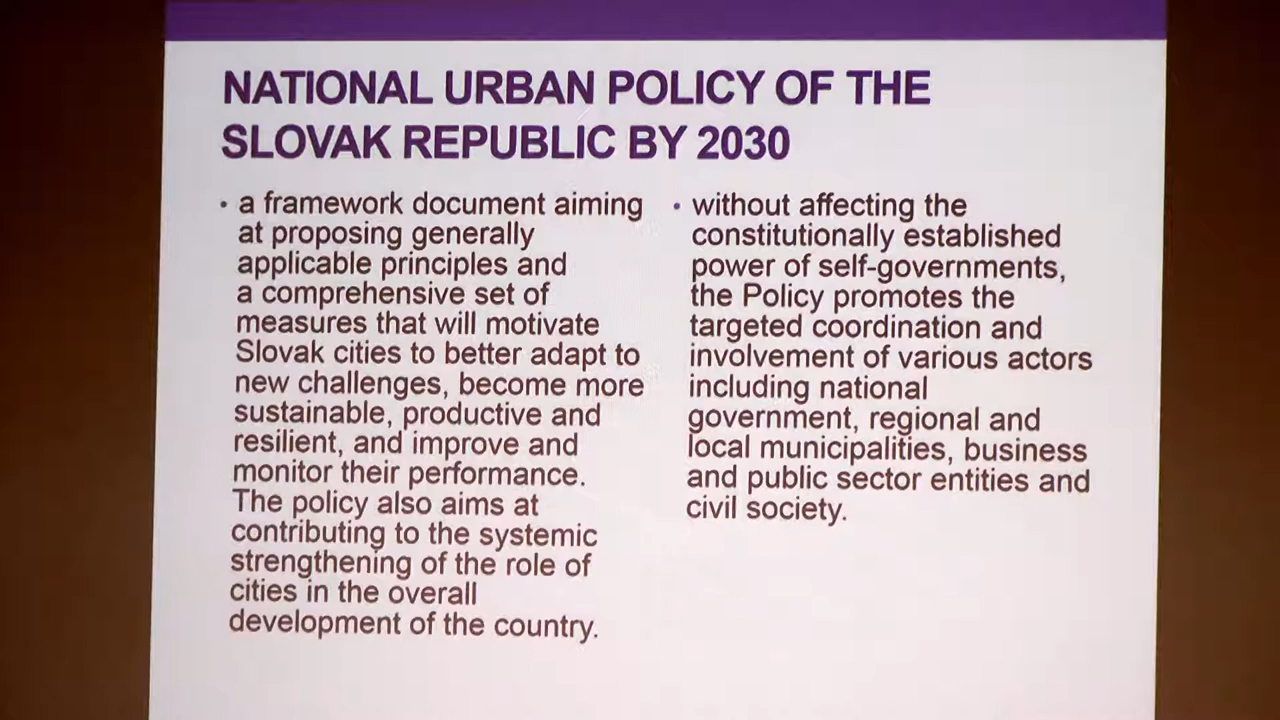 NATIONAL URBAN POLICY OF THE
SLOVAK REPUBLIC BY 2030
• a framework document aiming
at proposing generally
applicable principles and
a comprehensive set of
measures that will motivate
Slovak cities to better adapt to
new challenges, become more
sustainable, productive and
resilient, and improve and
monitor their performance.
The policy also aims at
contributing to the systemic
strengthening of the role of
cities in the overall
development of the country.
• without affecting the
constitutionally established
power of self-governments,
the Policy promotes the
targeted coordination and
involvement of various actors
including national
government, regional and
local municipalities, business
and public sector entities and
civil society.